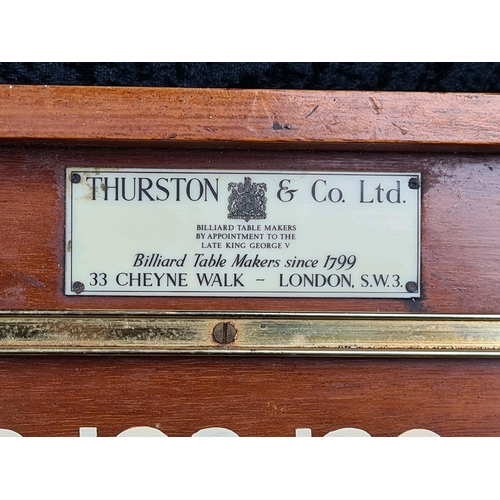 THURSTON & Co. Ltd.
BILLIARD TABLE MAKERS
BY APPOINTMENT TO THE
LATE KING GEORGE V
Billiard Table Makers since 1799
33 CHEYNE WALK – LONDON, S.W.3.